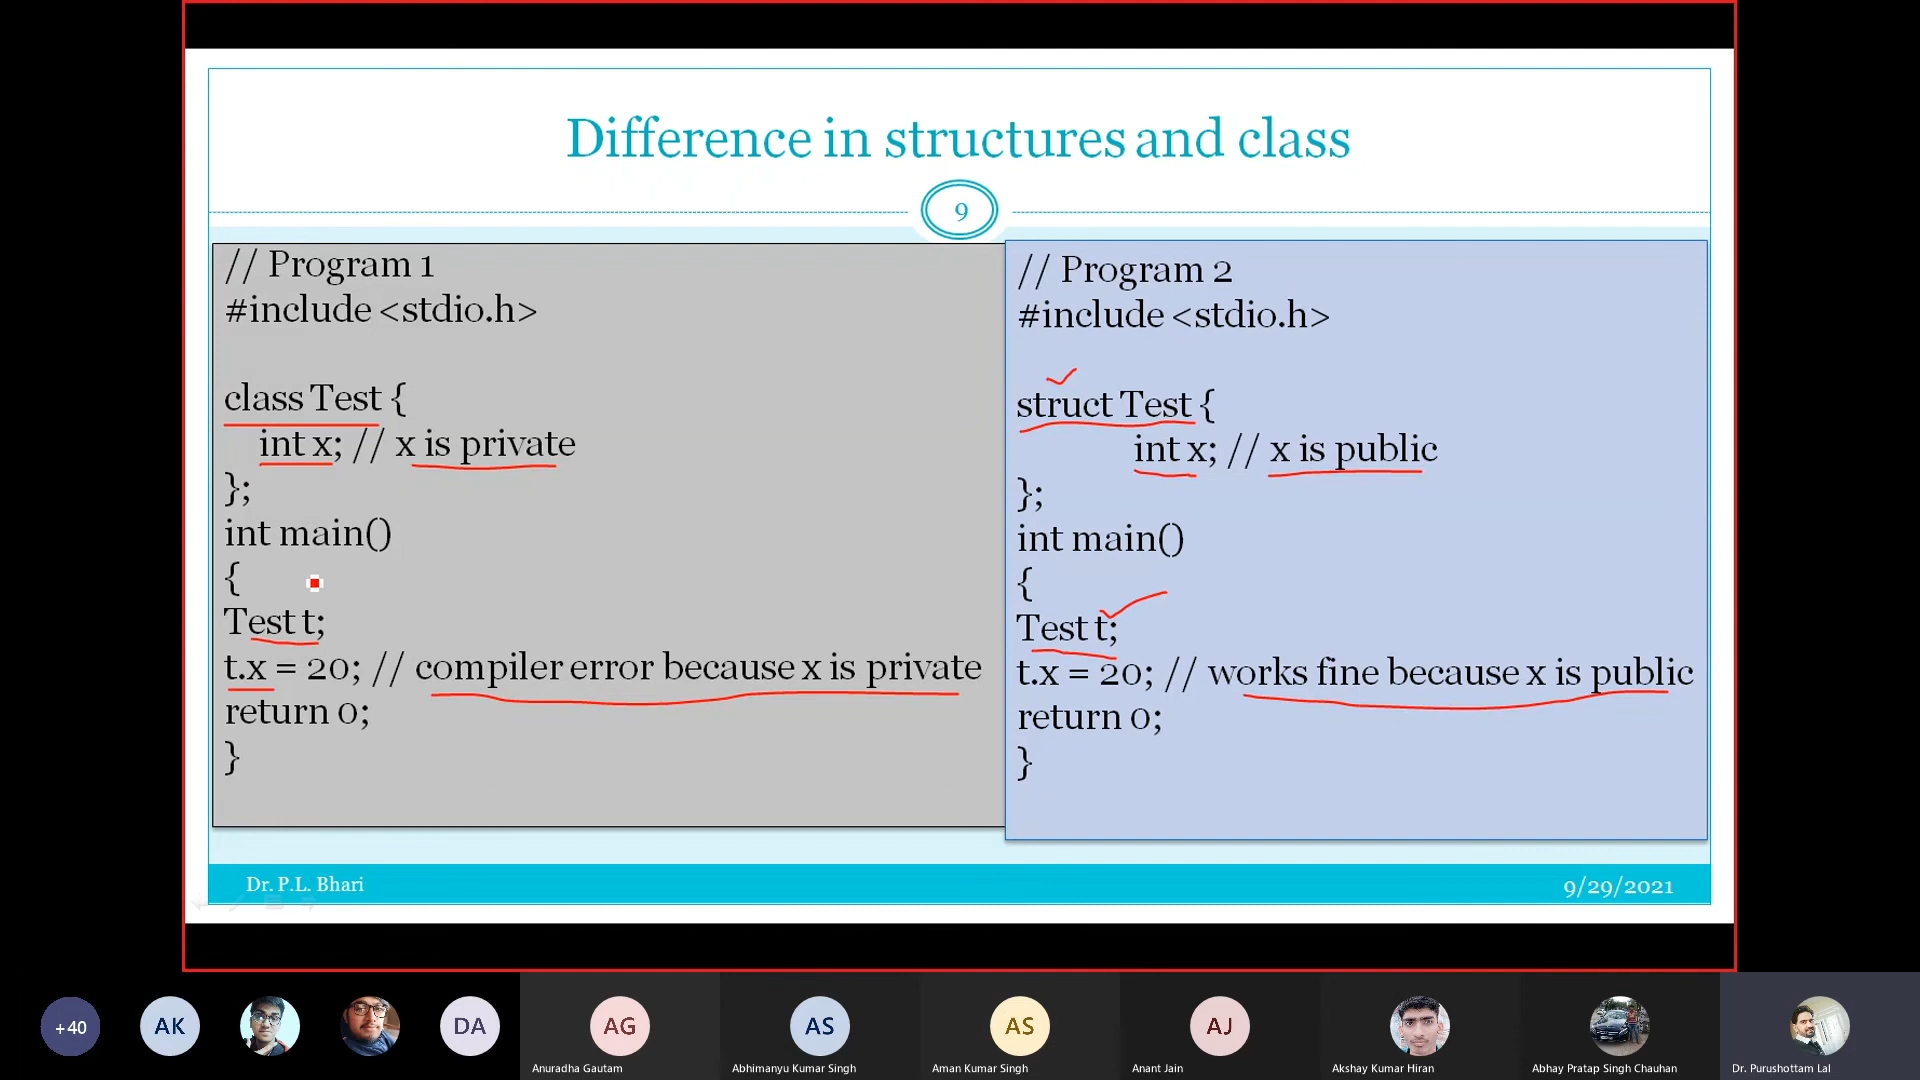 Difference in structures and class
9
// Program 1
#include <stdio.h>
class Test {
int x; // x is private
};
int main()
{
Test t;
t.x = 20; // compiler error because x is private
return 0;
}
// Program 2
#include <stdio.h>
struct Test {
int x; // x is public
};
int main()
{
Test t;
t.x = 20; // works fine because x is public
return 0;
}
Dr. P.L. Bhari
9/29/2021
+40
AK
DA
AG
AS
AS
AJ
Anuradha Gautam
Abhimanyu Kumar Singh
Aman Kumar Singh
Anant Jain
Akshay Kumar Hiran
Abhay Pratap Singh Chauhan
Dr. Purushottam Lal